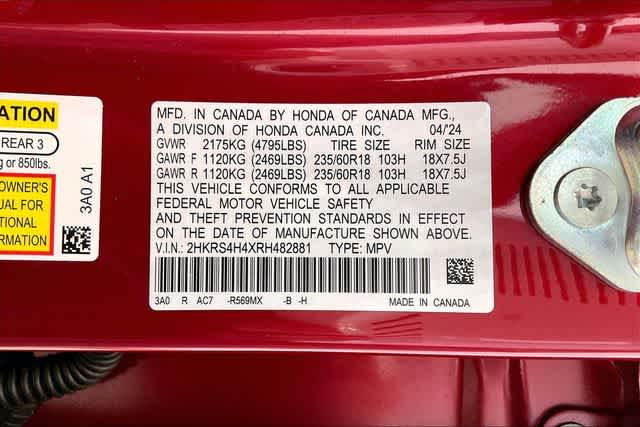 ATION
REAR 3
g or 850lbs.
OWNER'S
UAL FOR
TIONAL
RMATION
3A0 A1
MFD. IN CANADA BY HONDA OF CANADA MFG.,
A DIVISION OF HONDA CANADA INC. 04/'24
GVWR 2175KG (4795LBS) TIRE SIZE RIM SIZE
GAWR F 1120KG (2469LBS) 235/60R18 103H 18X7.5J
GAWR R 1120KG (2469LBS) 235/60R18 103H 18X7.5J
THIS VEHICLE CONFORMS TO ALL APPLICABLE
FEDERAL MOTOR VEHICLE SAFETY
AND THEFT PREVENTION STANDARDS IN EFFECT
ON THE DATE OF MANUFACTURE SHOWN ABOVE.
V.I.N.: 2HKRS4H4XRH482881 TYPE: MPV
3A0 R AC7 -R569MX -B -H MADE IN CANADA